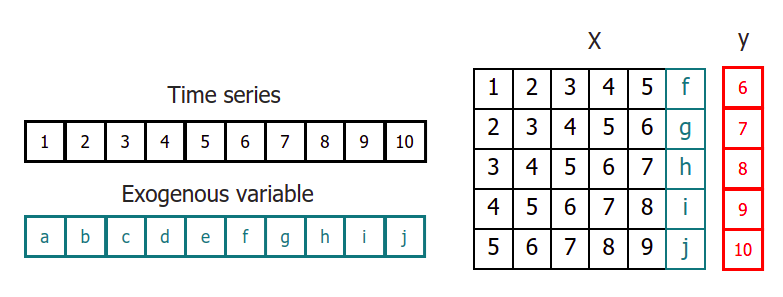 Time series
1 2 3 4 5 6 7 8 9 10
Exogenous variable
a b c d e f g h i j
X y
1 2 3 4 5 f 6
2 3 4 5 6 g 7
3 4 5 6 7 h 8
4 5 6 7 8 i 9
5 6 7 8 9 j 10